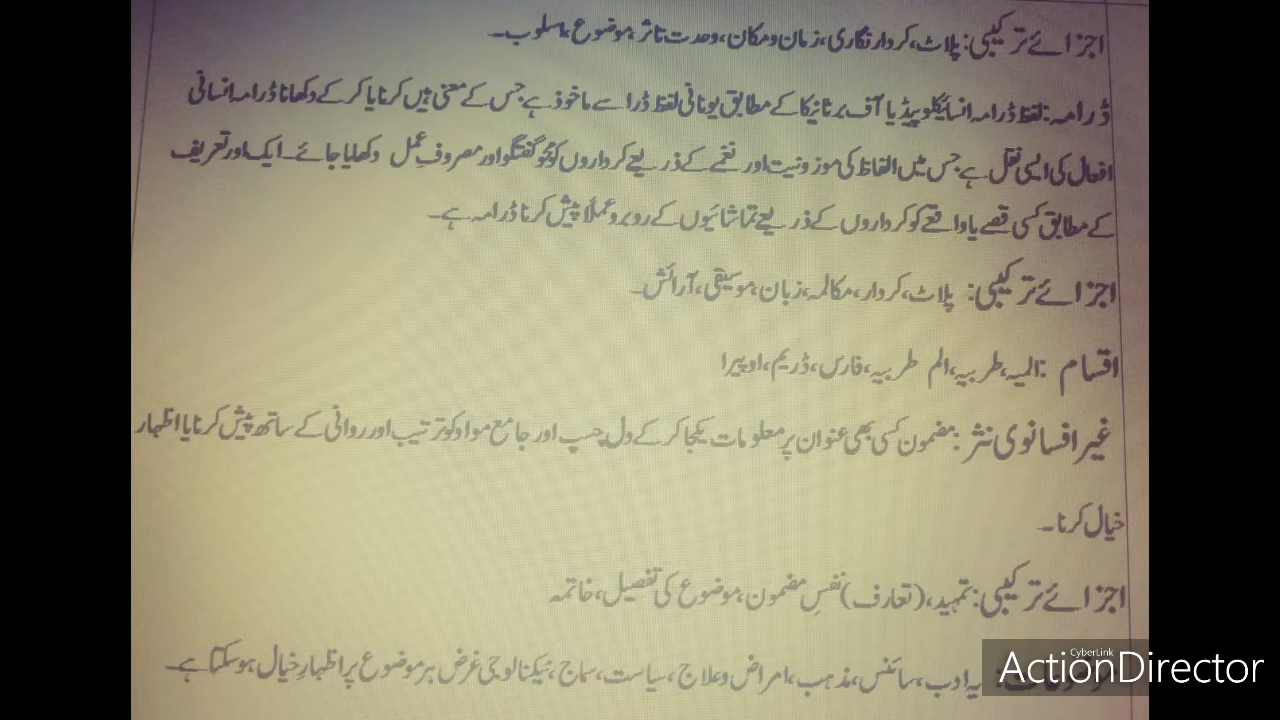 اجزائے ترکیبی: پلاٹ، کردار نگاری، زمان و مکان، وحدت تاثر، موضوع، اسلوب۔
ڈرامہ: لفظ ڈرامہ انسائیکلوپیڈیا آف برٹانیکا کے مطابق یونانی لفظ ڈرا سے ماخوذ ہے جس کے معنی ہیں کرنا یا کر کے دکھانا ڈرامہ انسانی
افعال کی ایسی نقل ہے جس میں الفاظ کی موزونیت اور نغمے کے ذریعے کرداروں کو محو گفتگو اور مصروفِ عمل دکھلایا جائے۔ ایک اور تعریف
کے مطابق کسی قصے یا واقعے کو کرداروں کے ذریعے تماشائیوں کے روبرو عملاً پیش کرنا ڈرامہ ہے۔
اجزائے ترکیبی: پلاٹ، کردار، مکالمہ، زبان، موسیقی، آرائش۔
اقسام: المیہ، طربیہ، الم طربیہ، فارس، ڈریم، اوپیرا
غیر افسانوی نثر: مضمون کسی بھی عنوان پر معلومات یکجا کر کے دل چسپ اور جامع مواد کو ترتیب اور روانی کے ساتھ پیش کرنا یا اظہار
خیال کرنا۔
اجزائے ترکیبی: تمہید، (تعارف) نفسِ مضمون، موضوع کی تفصیل، خاتمہ
یہ ادب، سائنس، مذہب، امراض و علاج، سیاست، سماج، ٹیکنالوجی غرض ہر موضوع پر اظہارِ خیال ہو سکتا ہے۔
CyberLink
ActionDirector